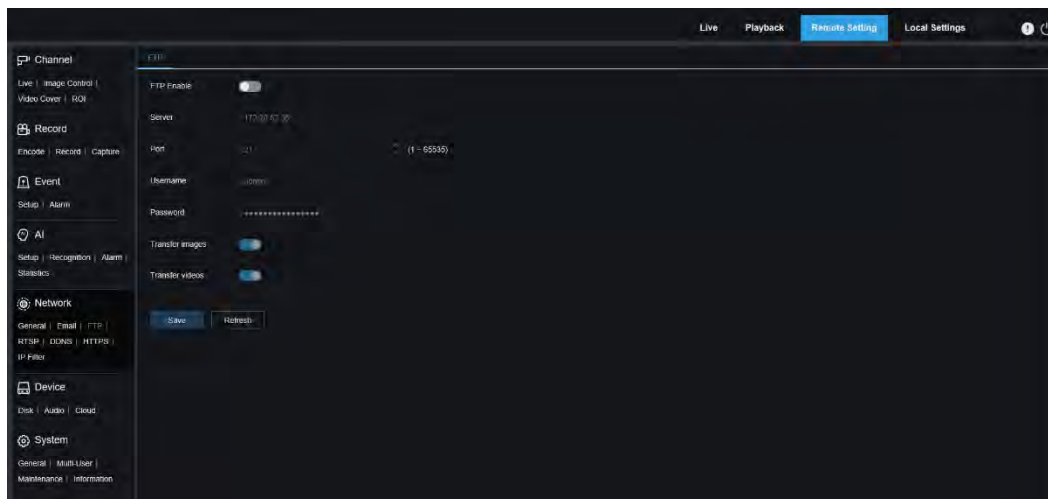 Live Playback Remote Setting Local Settings
Channel
Live | Image Control |
Video Cover | ROI
Record
Encode | Record | Capture
Event
Setup | Alarm
AI
Setup | Recognition | Alarm |
Statistics
Network
General | Email | FTP |
RTSP | DDNS | HTTPS |
IP Filter
Device
Disk | Audio | Cloud
System
General | Multi-User |
Maintenance | Information
FTP
FTP Enable
Server
Port 21 (1 ~ 65535)
Username admin
Password ****************
Transfer images
Transfer videos
Save Refresh